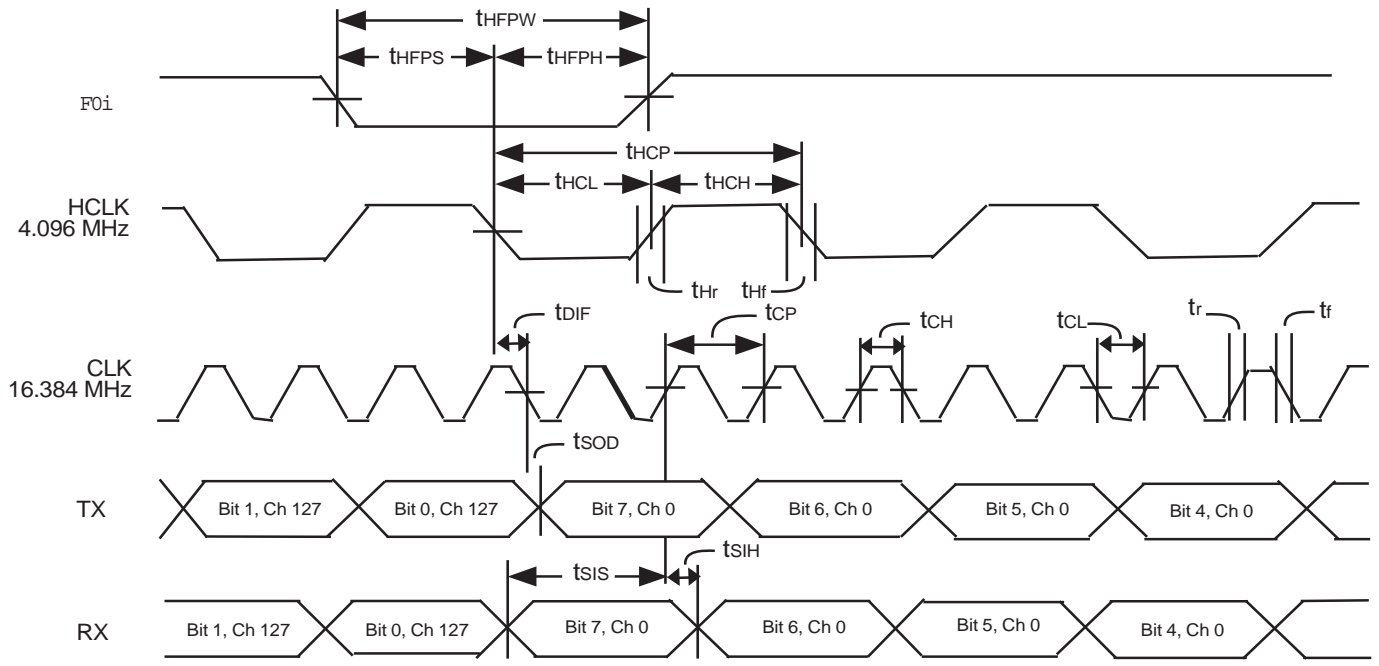 tHFPW
tHFPS tHFPH
F0i
tHCP
tHCL tHCH
HCLK
4.096 MHz
tHr tHf
tDIF tCP tCH tCL tr tf
CLK
16.384 MHz
tSOD
TX Bit 1, Ch 127 Bit 0, Ch 127 Bit 7, Ch 0 Bit 6, Ch 0 Bit 5, Ch 0 Bit 4, Ch 0
tSIS tSIH
RX Bit 1, Ch 127 Bit 0, Ch 127 Bit 7, Ch 0 Bit 6, Ch 0 Bit 5, Ch 0 Bit 4, Ch 0